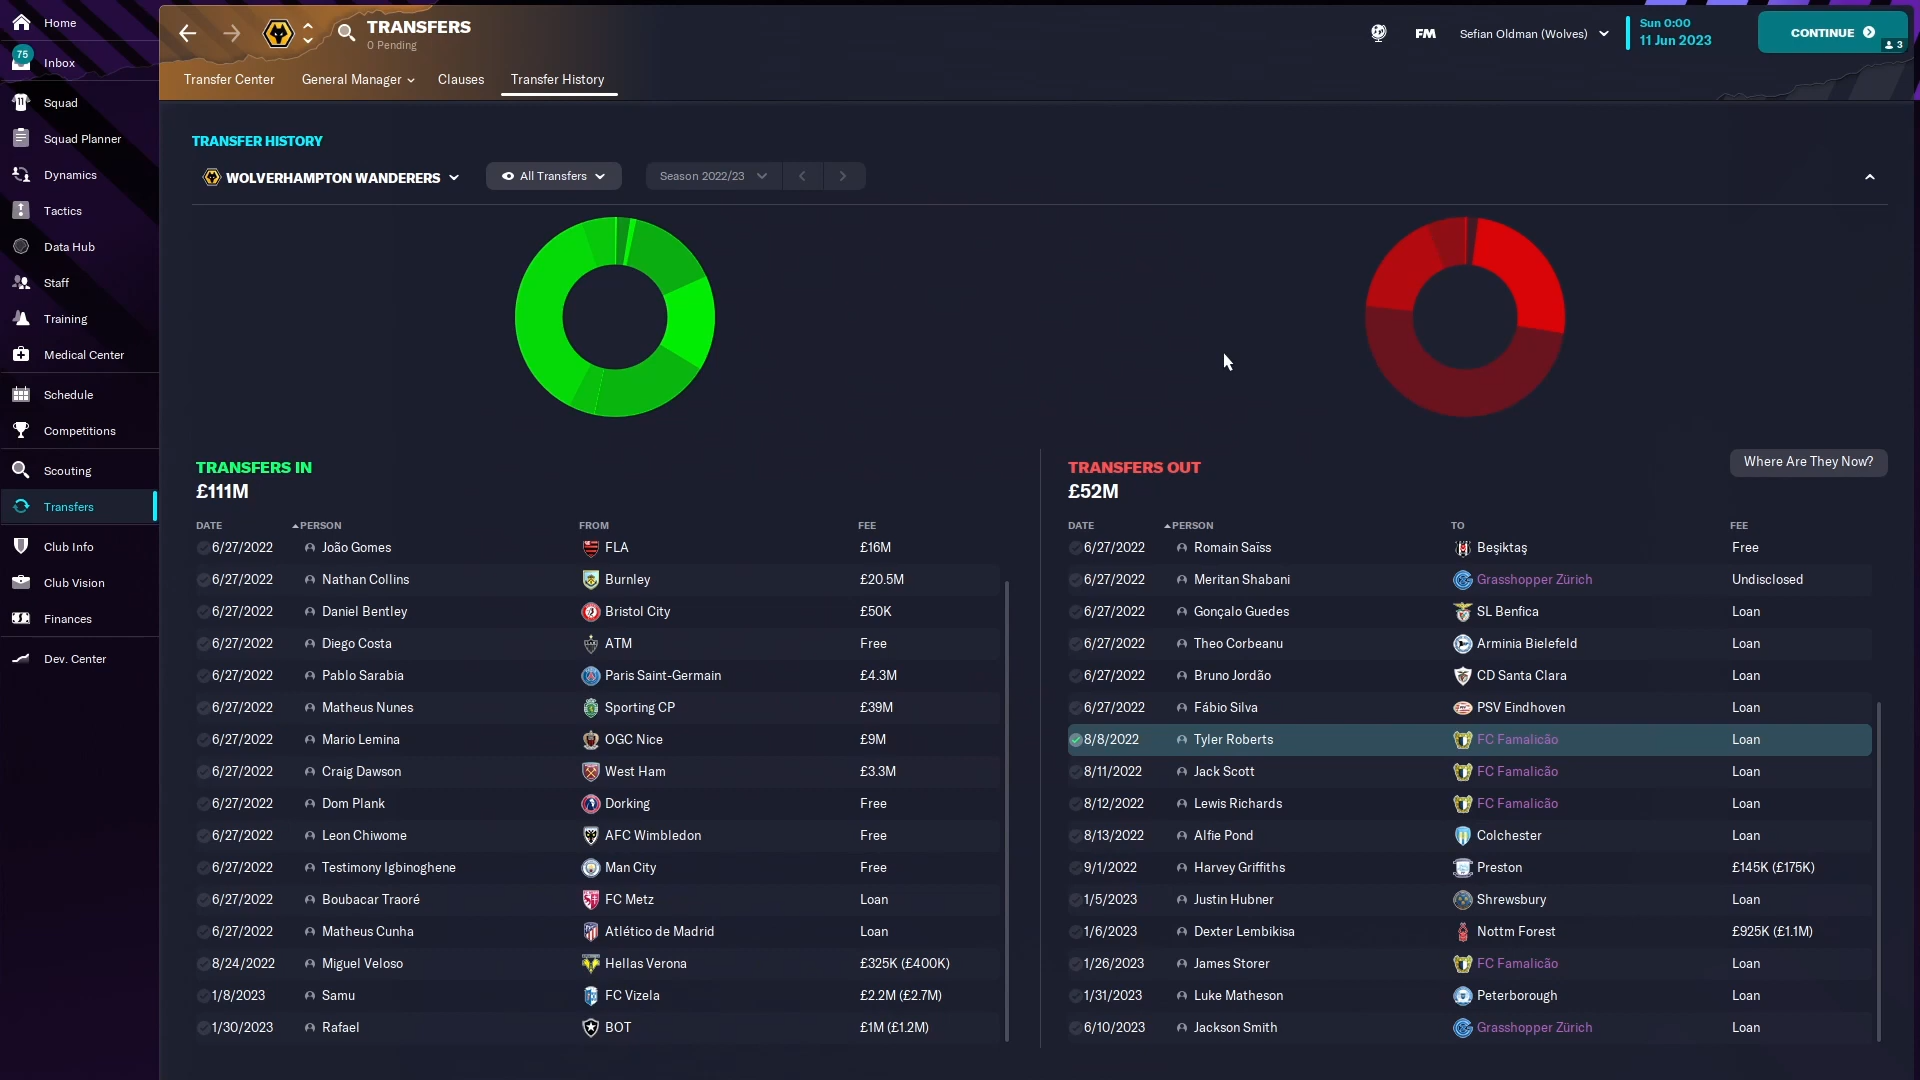 Home
75
Inbox
Squad
Squad Planner
Dynamics
Tactics
Data Hub
Staff
Training
Medical Center
Schedule
Competitions
Scouting
Transfers
Club Info
Club Vision
Finances
Dev. Center
TRANSFERS
0 Pending
FM
Sefian Oldman (Wolves)
Sun 0:00
11 Jun 2023
CONTINUE
3
Transfer Center
General Manager
Clauses
Transfer History
TRANSFER HISTORY
WOLVERHAMPTON WANDERERS
All Transfers
Season 2022/23
TRANSFERS IN
£111M
DATE PERSON FROM FEE
6/27/2022 João Gomes FLA £16M
6/27/2022 Nathan Collins Burnley £20.5M
6/27/2022 Daniel Bentley Bristol City £50K
6/27/2022 Diego Costa ATM Free
6/27/2022 Pablo Sarabia Paris Saint-Germain £4.3M
6/27/2022 Matheus Nunes Sporting CP £39M
6/27/2022 Mario Lemina OGC Nice £9M
6/27/2022 Craig Dawson West Ham £3.3M
6/27/2022 Dom Plank Dorking Free
6/27/2022 Leon Chiwome AFC Wimbledon Free
6/27/2022 Testimony Igbinoghene Man City Free
6/27/2022 Boubacar Traoré FC Metz Loan
6/27/2022 Matheus Cunha Atlético de Madrid Loan
8/24/2022 Miguel Veloso Hellas Verona £325K (£400K)
1/8/2023 Samu FC Vizela £2.2M (£2.7M)
1/30/2023 Rafael BOT £1M (£1.2M)
TRANSFERS OUT
£52M
Where Are They Now?
DATE PERSON TO FEE
6/27/2022 Romain Saïss Beşiktaş Free
6/27/2022 Meritan Shabani Grasshopper Zürich Undisclosed
6/27/2022 Gonçalo Guedes SL Benfica Loan
6/27/2022 Theo Corbeanu Arminia Bielefeld Loan
6/27/2022 Bruno Jordão CD Santa Clara Loan
6/27/2022 Fábio Silva PSV Eindhoven Loan
8/8/2022 Tyler Roberts FC Famalicão Loan
8/11/2022 Jack Scott FC Famalicão Loan
8/12/2022 Lewis Richards FC Famalicão Loan
8/13/2022 Alfie Pond Colchester Loan
9/1/2022 Harvey Griffiths Preston £145K (£175K)
1/5/2023 Justin Hubner Shrewsbury Loan
1/6/2023 Dexter Lembikisa Nottm Forest £925K (£1.1M)
1/26/2023 James Storer FC Famalicão Loan
1/31/2023 Luke Matheson Peterborough Loan
6/10/2023 Jackson Smith Grasshopper Zürich Loan